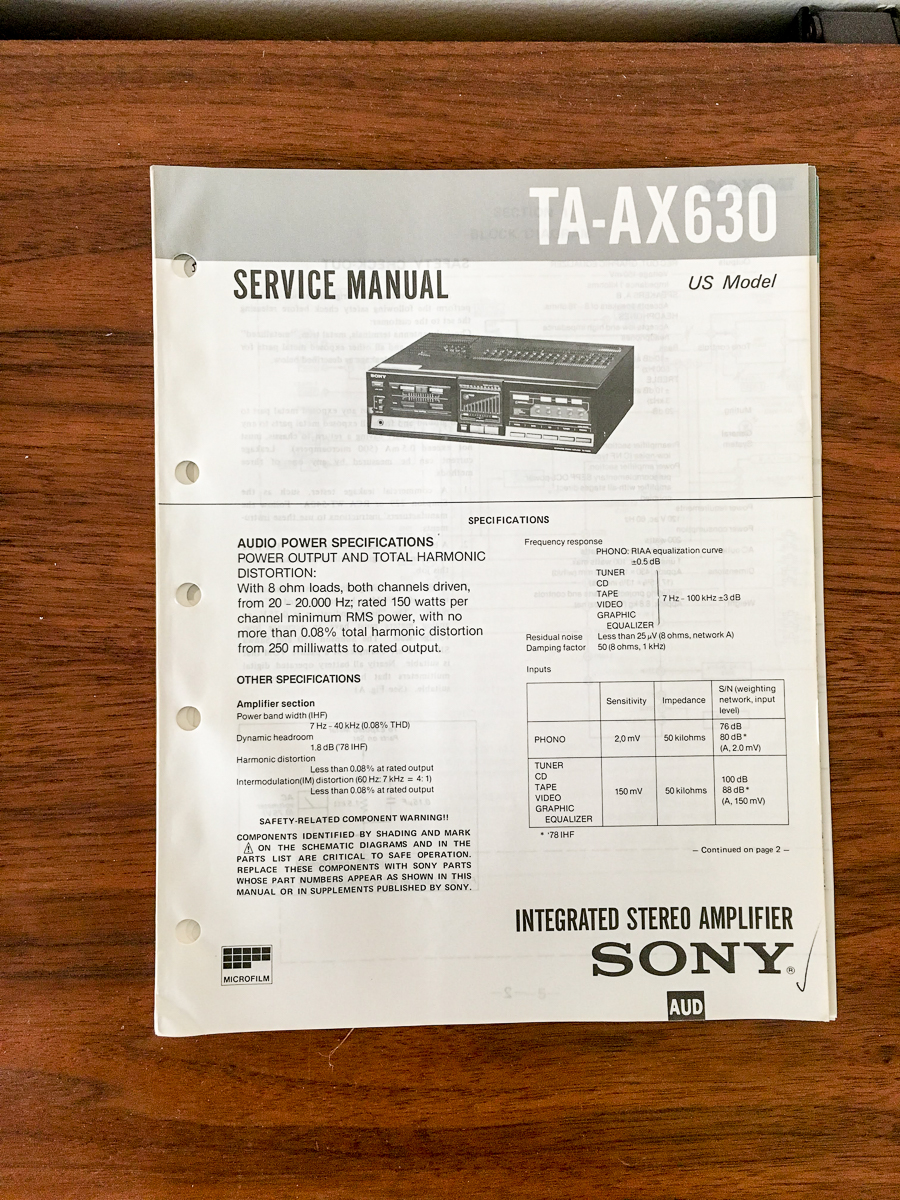 TA-AX630
SERVICE MANUAL
US Model
SONY
SPECIFICATIONS
AUDIO POWER SPECIFICATIONS
POWER OUTPUT AND TOTAL HARMONIC
DISTORTION:
With 8 ohm loads, both channels driven,
from 20 – 20.000 Hz; rated 150 watts per
channel minimum RMS power, with no
more than 0.08% total harmonic distortion
from 250 milliwatts to rated output.
OTHER SPECIFICATIONS
Amplifier section
Power band width (IHF)
7 Hz – 40 kHz (0.08% THD)
Dynamic headroom
1.8 dB ('78 IHF)
Harmonic distortion
Less than 0.08% at rated output
Intermodulation(IM) distortion (60 Hz: 7 kHz = 4: 1)
Less than 0.08% at rated output
SAFETY-RELATED COMPONENT WARNING!!
COMPONENTS IDENTIFIED BY SHADING AND MARK
⚠ ON THE SCHEMATIC DIAGRAMS AND IN THE
PARTS LIST ARE CRITICAL TO SAFE OPERATION.
REPLACE THESE COMPONENTS WITH SONY PARTS
WHOSE PART NUMBERS APPEAR AS SHOWN IN THIS
MANUAL OR IN SUPPLEMENTS PUBLISHED BY SONY.
MICROFILM
Frequency response
PHONO: RIAA equalization curve
±0.5 dB
TUNER
CD
TAPE
VIDEO
GRAPHIC
EQUALIZER
7 Hz – 100 kHz ±3 dB
Residual noise Less than 25 μV (8 ohms, network A)
Damping factor 50 (8 ohms, 1 kHz)
Inputs
Sensitivity Impedance S/N (weighting
network, input
level)
PHONO 2,0 mV 50 kilohms 76 dB
80 dB*
(A, 2.0 mV)
TUNER
CD
TAPE
VIDEO
GRAPHIC
EQUALIZER
150 mV 50 kilohms 100 dB
88 dB*
(A, 150 mV)
* '78 IHF
– Continued on page 2 –
INTEGRATED STEREO AMPLIFIER
SONY®
AUD